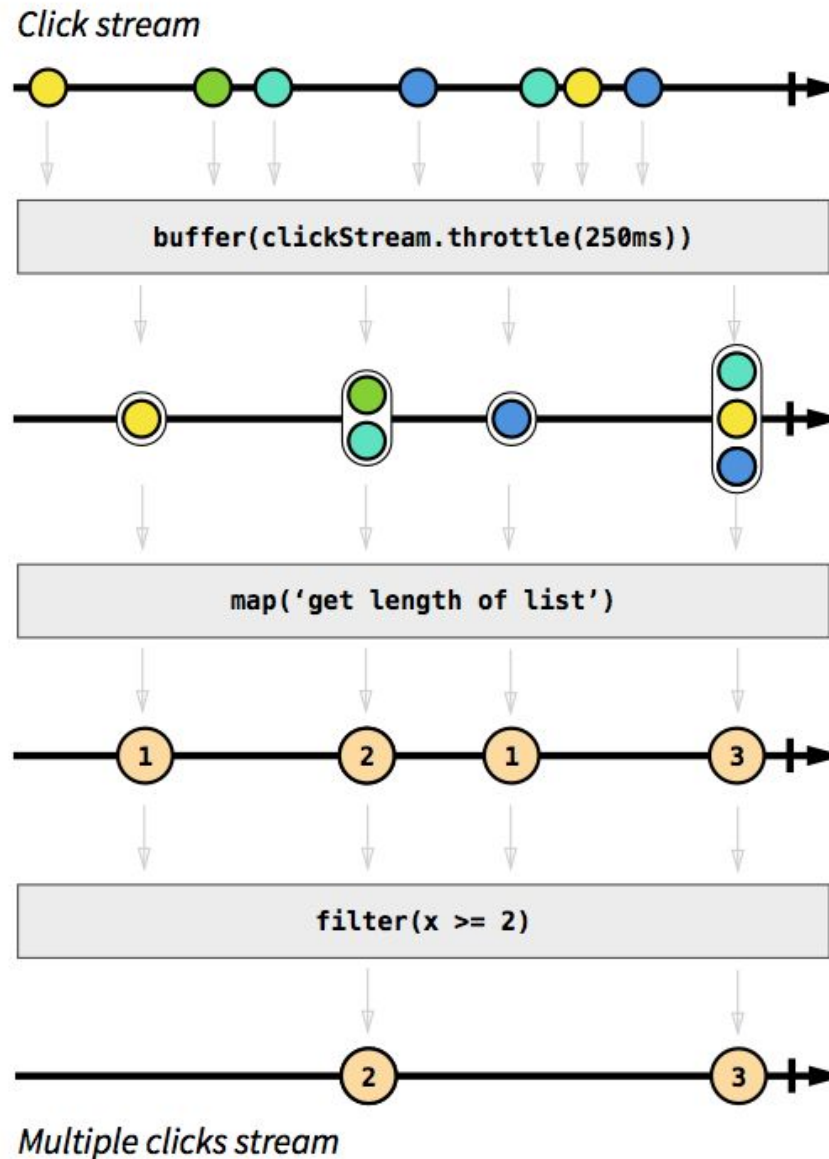 Click stream
buffer(clickStream.throttle(250ms))
map(‘get length of list’)
1 2 1 3
filter(x >= 2)
2 3
Multiple clicks stream